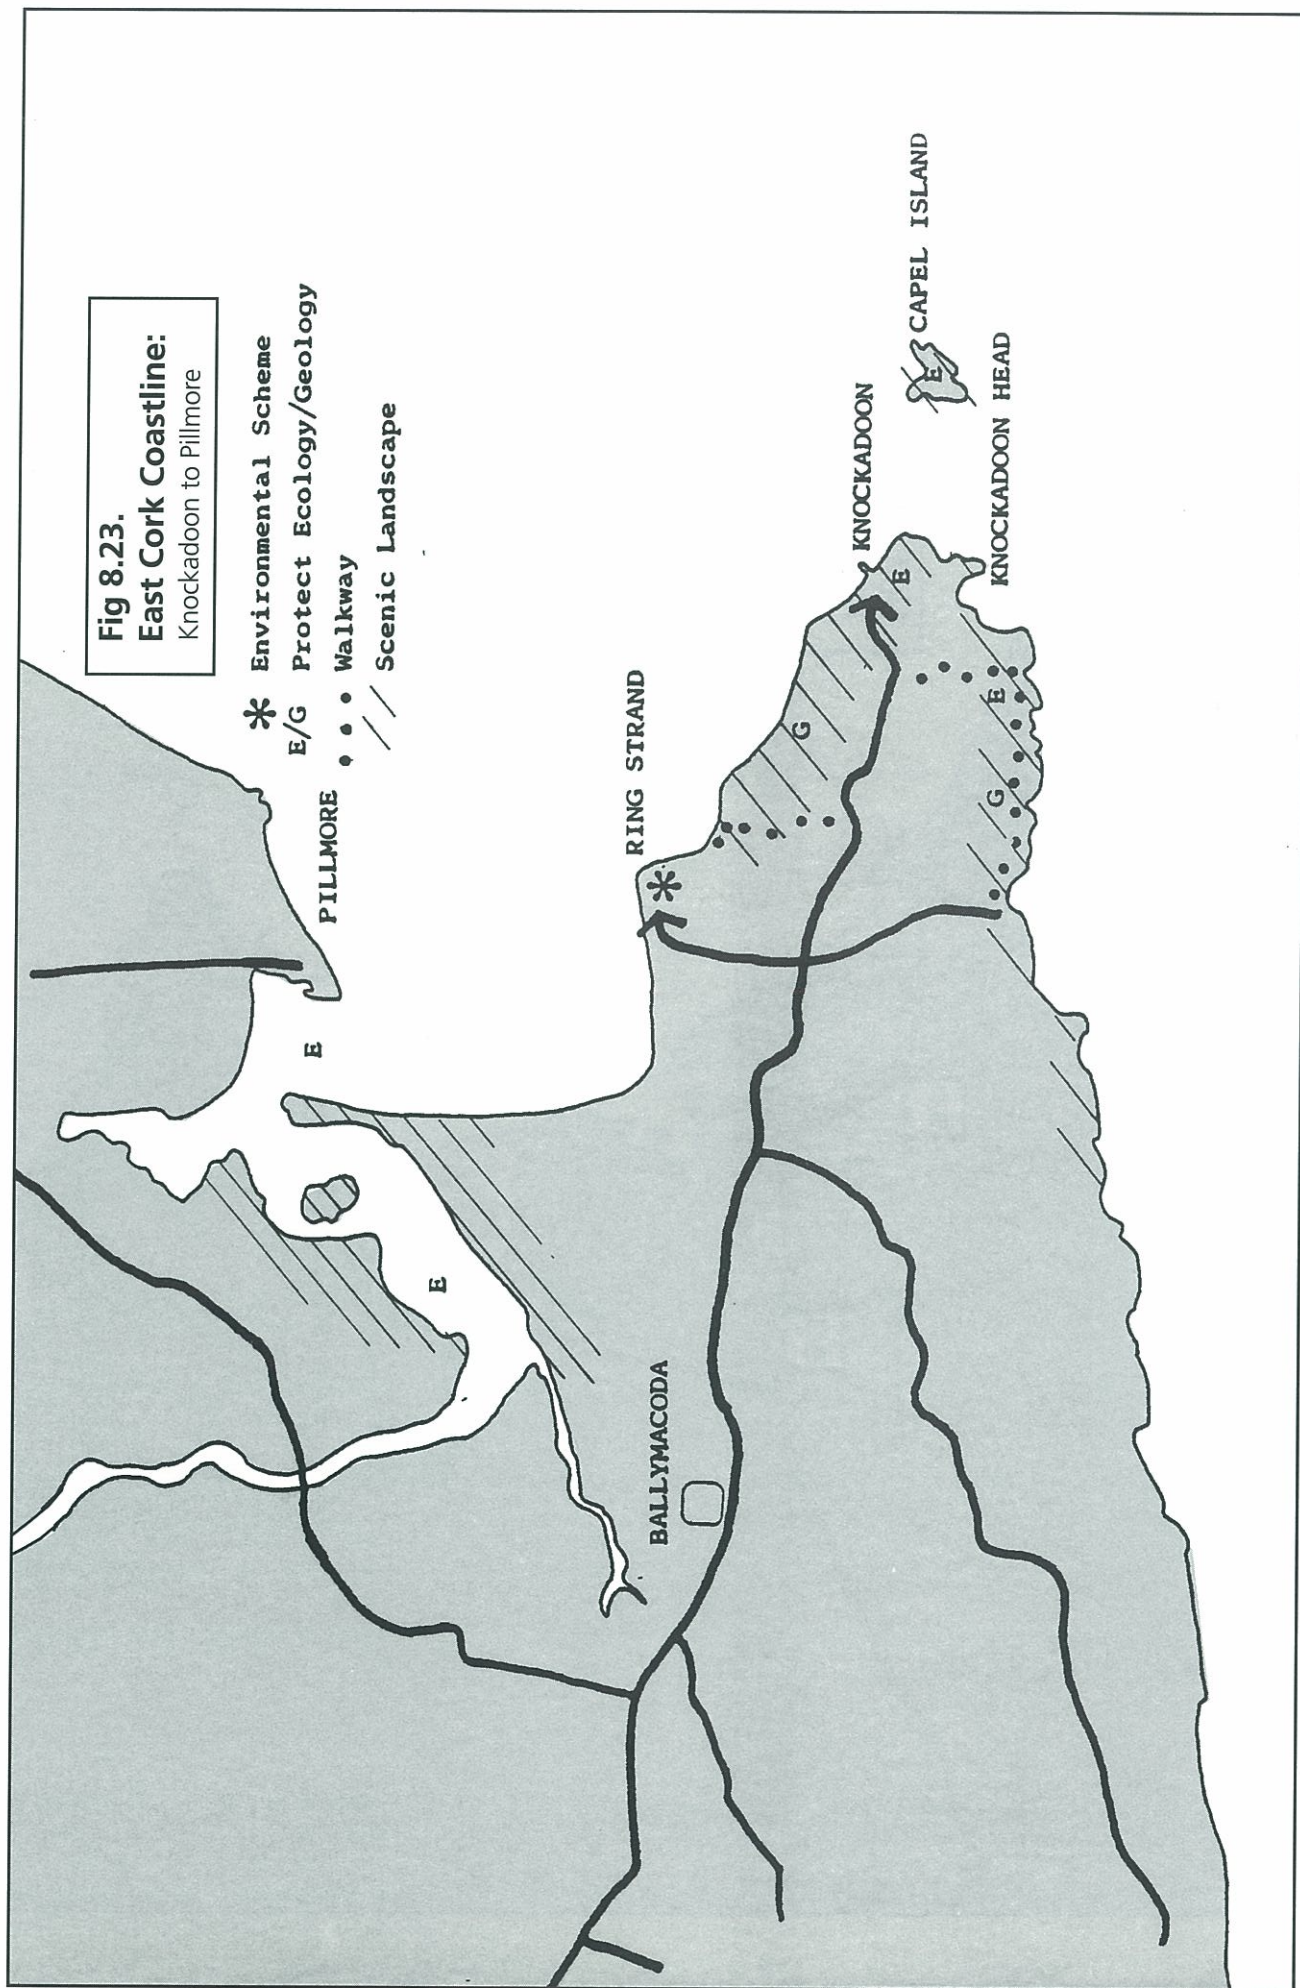 Fig 8.23.
East Cork Coastline:
Knockadoon to Pillmore
* Environmental Scheme
E/G Protect Ecology/Geology
• • • Walkway
// Scenic Landscape
PILLMORE
E
E
RING STRAND
*
BALLYMACODA
G
KNOCKADOON
E
E
CAPEL ISLAND
G
E
KNOCKADOON HEAD